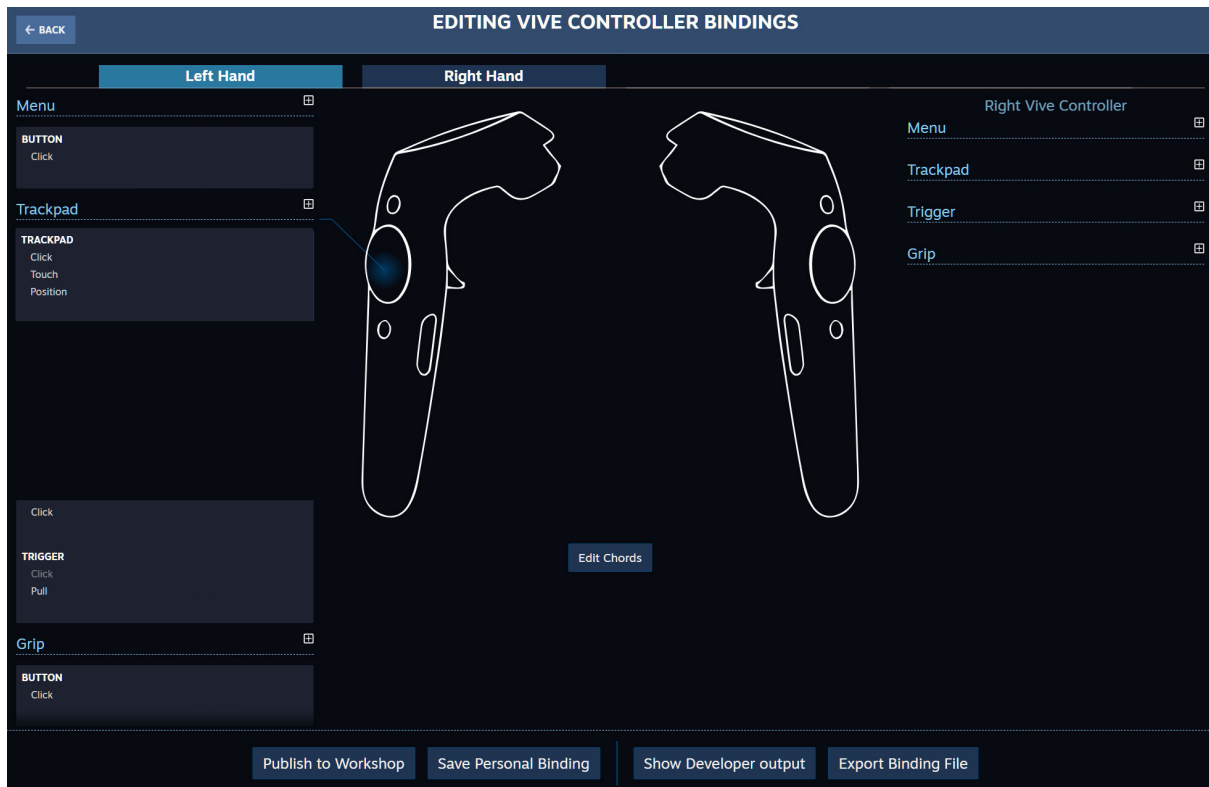 ← BACK
EDITING VIVE CONTROLLER BINDINGS
Left Hand
Right Hand
Menu
BUTTON
Click
Trackpad
TRACKPAD
Click
Touch
Position
Click
TRIGGER
Click
Pull
Grip
BUTTON
Click
Right Vive Controller
Menu
Trackpad
Trigger
Grip
Edit Chords
Publish to Workshop
Save Personal Binding
Show Developer output
Export Binding File